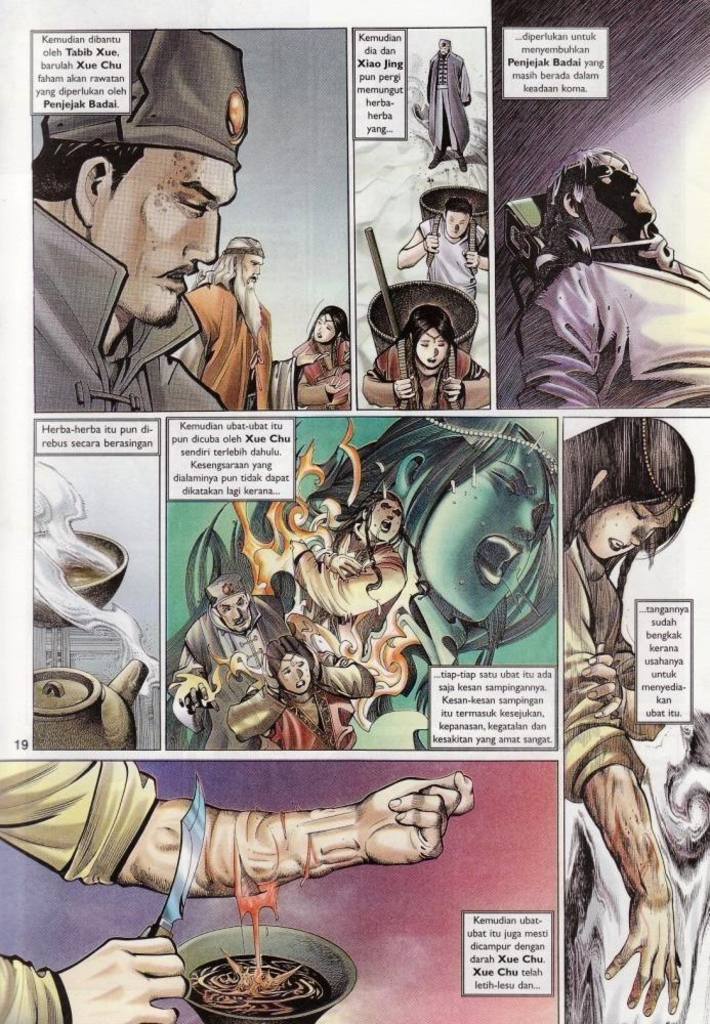 Kemudian dibantu
oleh Tabib Xue,
barulah Xue Chu
faham akan rawatan
yang diperlukan oleh
Penjejak Badai.
Kemudian
dia dan
Xiao Jing
pun pergi
memungut
herba-
herba
yang...
...diperlukan untuk
menyembuhkan
Penjejak Badai yang
masih berada dalam
keadaan koma.
Herba-herba itu pun di-
rebus secara berasingan
Kemudian ubat-ubat itu
pun dicuba oleh Xue Chu
sendiri terlebih dahulu.
Kesengsaraan yang
dialaminya pun tidak dapat
dikatakan lagi kerana...
...tiap-tiap satu ubat itu ada
saja kesan sampingannya.
Kesan-kesan sampingan
itu termasuk kesejukan,
kepanasan, kegatalan dan
kesakitan yang amat sangat.
...tangannya
sudah
bengkak
kerana
usahanya
untuk
menyedia-
kan
ubat itu.
19
Kemudian ubat-
ubat itu juga mesti
dicampur dengan
darah Xue Chu.
Xue Chu telah
letih-lesu dan...